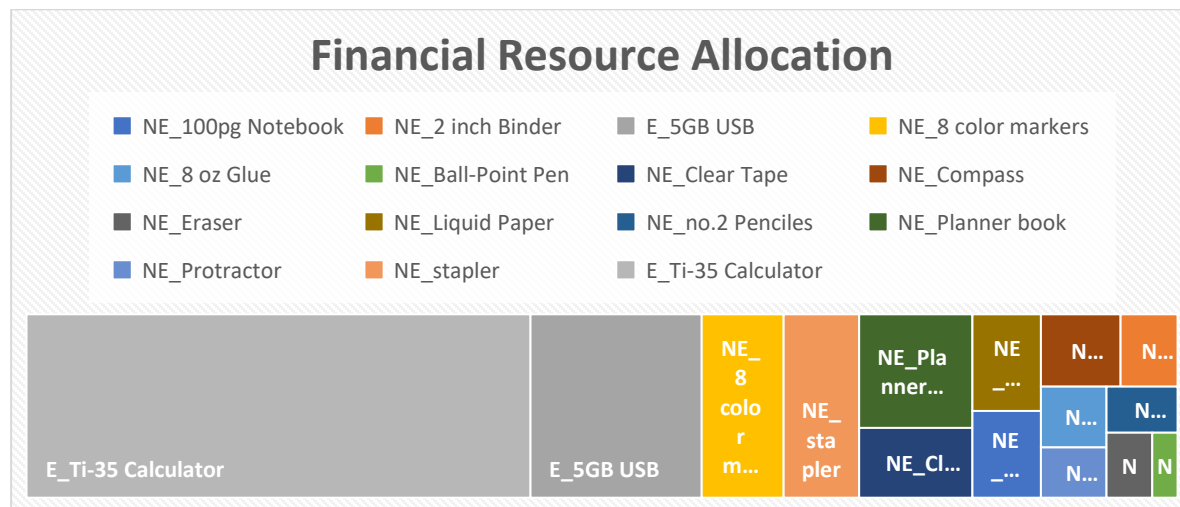 Financial Resource Allocation
NE_100pg Notebook NE_2 inch Binder E_5GB USB NE_8 color markers
NE_8 oz Glue NE_Ball-Point Pen NE_Clear Tape NE_Compass
NE_Eraser NE_Liquid Paper NE_no.2 Penciles NE_Planner book
NE_Protractor NE_stapler E_Ti-35 Calculator
E_Ti-35 Calculator
E_5GB USB
NE_
8
colo
r
m...
NE_
sta
pler
NE_Pla
nner...
NE_Cl...
NE
_...
NE
_...
N...
N...
N...
N...
N...
N
N